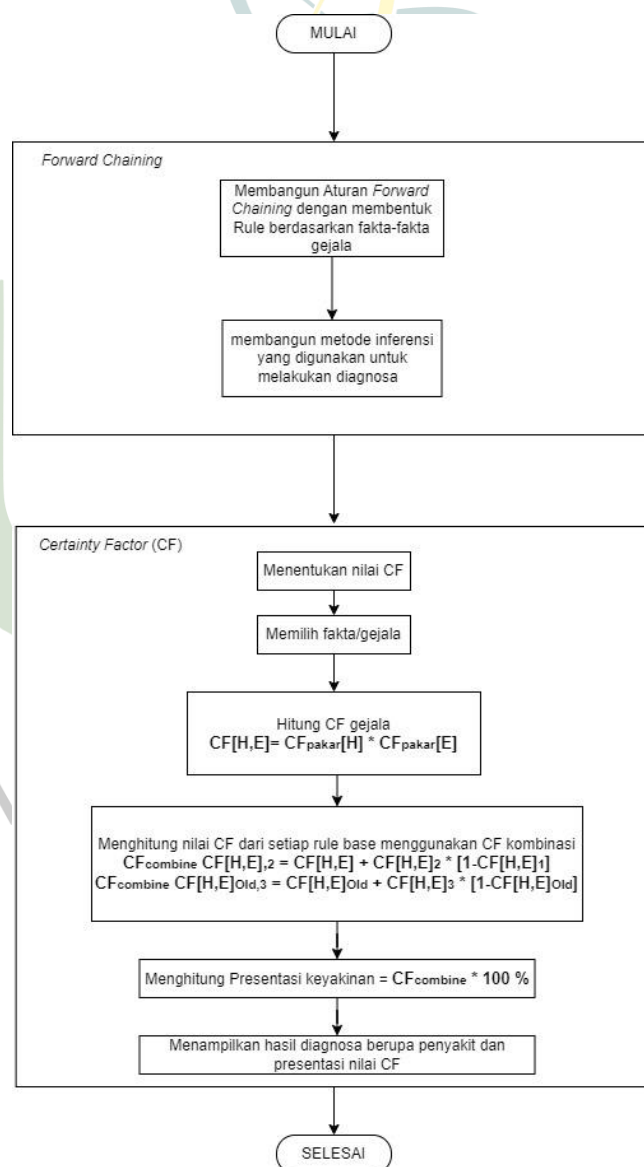 MULAI
Forward Chaining
Membangun Aturan Forward
Chaining dengan membentuk
Rule berdasarkan fakta-fakta
gejala
membangun metode inferensi
yang digunakan untuk
melakukan diagnosa
Certainty Factor (CF)
Menentukan nilai CF
Memilih fakta/gejala
Hitung CF gejala
CF[H,E]= CFpakar[H] * CFpakar[E]
Menghitung nilai CF dari setiap rule base menggunakan CF kombinasi
CFcombine CF[H,E],2 = CF[H,E] + CF[H,E]2 * [1-CF[H,E]1]
CFcombine CF[H,E]Old,3 = CF[H,E]Old + CF[H,E]3 * [1-CF[H,E]Old]
Menghitung Presentasi keyakinan = CFcombine * 100 %
Menampilkan hasil diagnosa berupa penyakit dan
presentasi nilai CF
SELESAI